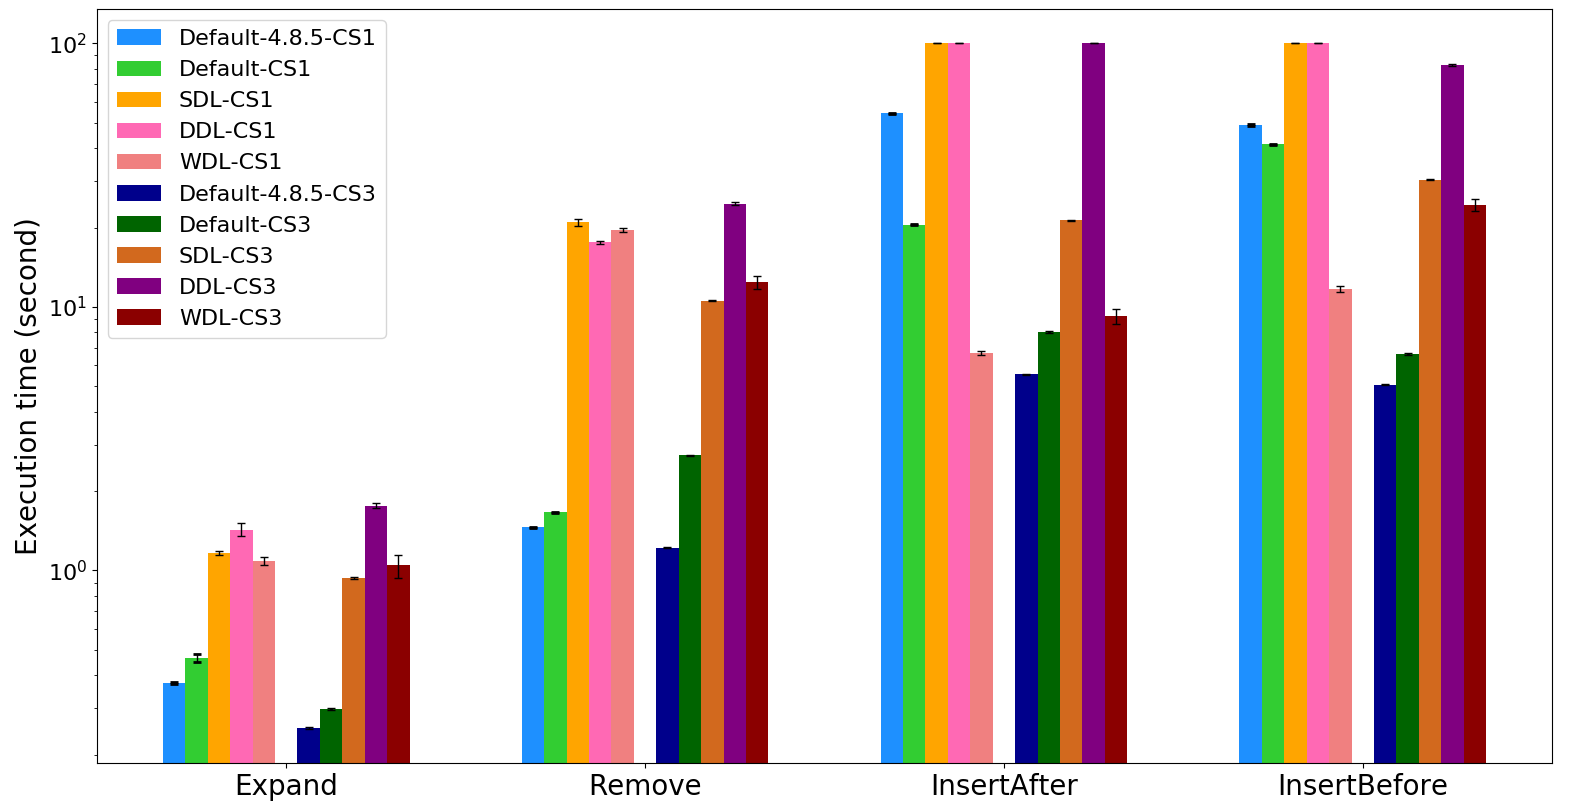 Default-4.8.5-CS1
Default-CS1
SDL-CS1
DDL-CS1
WDL-CS1
Default-4.8.5-CS3
Default-CS3
SDL-CS3
DDL-CS3
WDL-CS3
Execution time (second)
10²
10¹
10⁰
Expand Remove InsertAfter InsertBefore